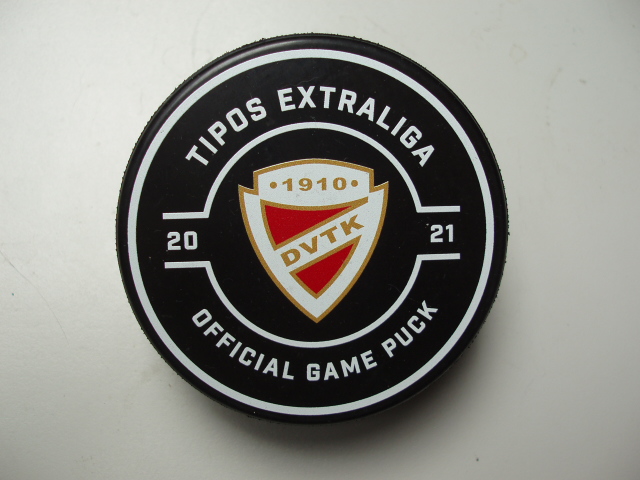 TIPOS EXTRALIGA
•1910•
20
DVTK
21
OFFICIAL GAME PUCK